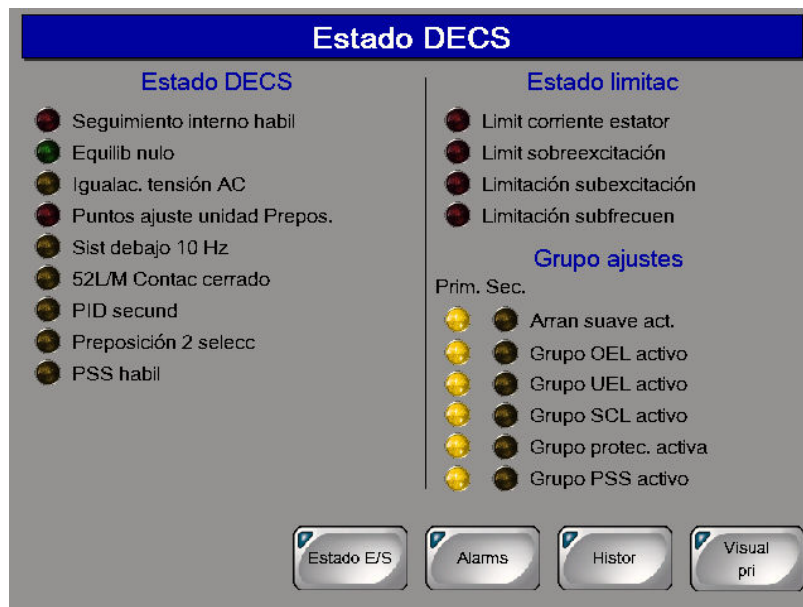 Estado DECS
Estado DECS
Seguimiento interno habil
Equilib nulo
Igualac. tensión AC
Puntos ajuste unidad Prepos.
Sist debajo 10 Hz
52L/M Contac cerrado
PID secund
Preposición 2 selecc
PSS habil
Estado limitac
Limit corriente estator
Limit sobreexcitación
Limitación subexcitación
Limitación subfrecuen
Grupo ajustes
Prim. Sec.
Arran suave act.
Grupo OEL activo
Grupo UEL activo
Grupo SCL activo
Grupo protec. activa
Grupo PSS activo
Estado E/S
Alarms
Histor
Visual
pri